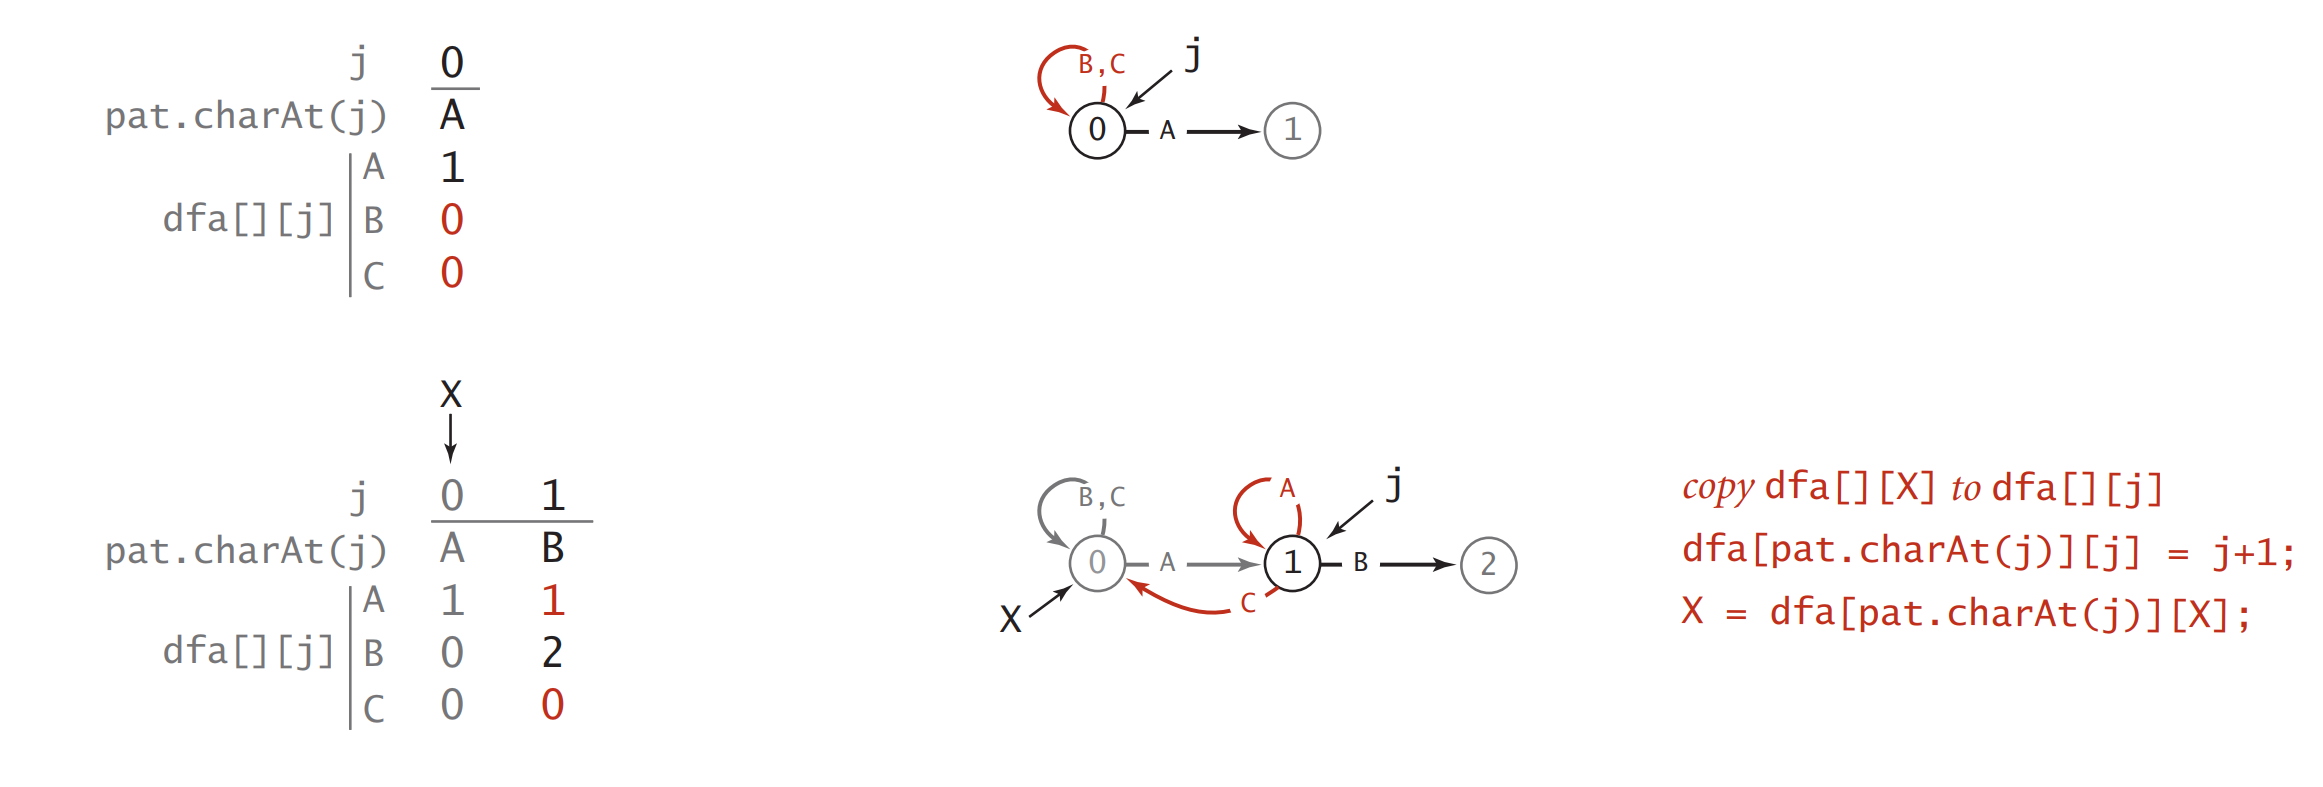 j 0
pat.charAt(j) A
A 1
dfa[][j] B 0
C 0
B,C j
0 A 1
X
j 0 1
pat.charAt(j) A B
A 1 1
dfa[][j] B 0 2
C 0 0
B,C A j
0 A 1 B 2
C
X
copy dfa[][X] to dfa[][j]
dfa[pat.charAt(j)][j] = j+1;
X = dfa[pat.charAt(j)][X];